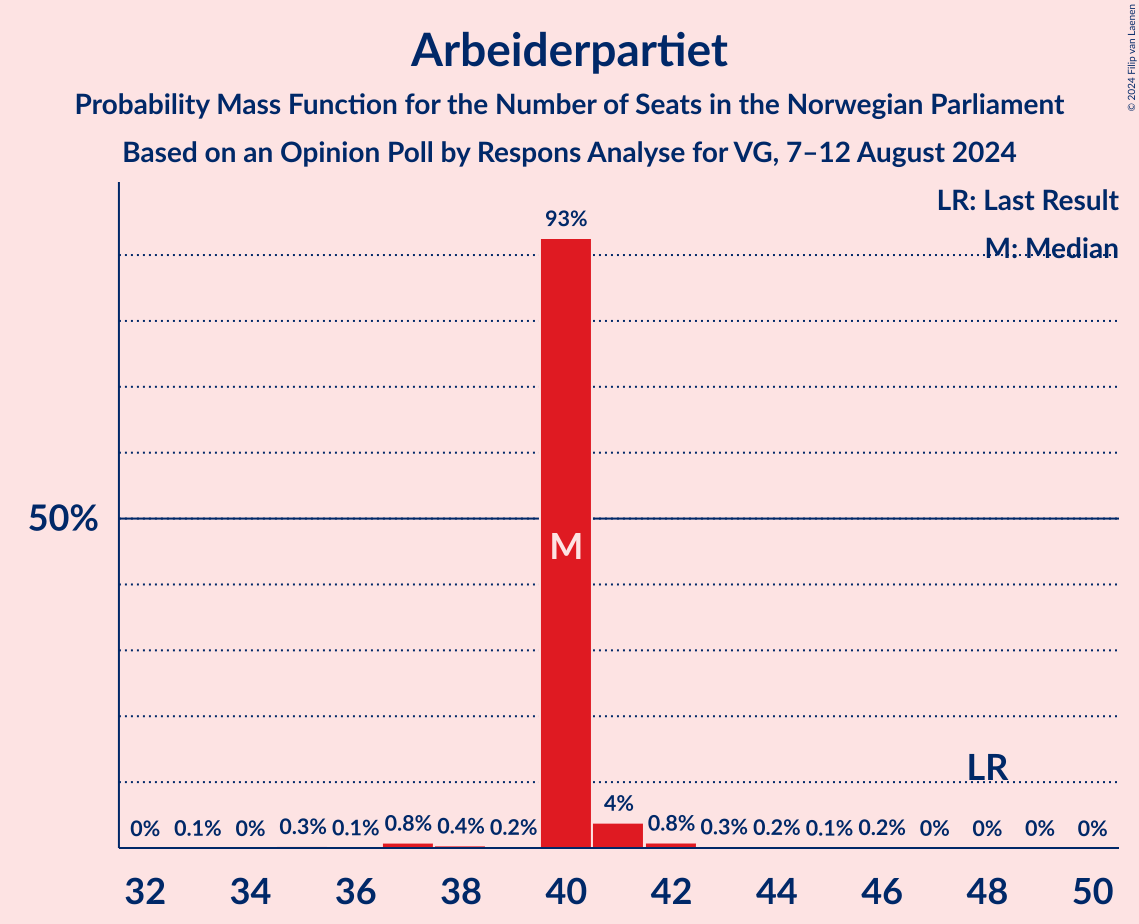 Arbeiderpartiet
Probability Mass Function for the Number of Seats in the Norwegian Parliament
Based on an Opinion Poll by Respons Analyse for VG, 7–12 August 2024
© 2024 Filip van Laenen
LR: Last Result
M: Median
93%
50%
M
LR
0% 0.1% 0% 0.3% 0.1% 0.8% 0.4% 0.2% 4% 0.8% 0.3% 0.2% 0.1% 0.2% 0% 0% 0% 0%
32 34 36 38 40 42 44 46 48 50